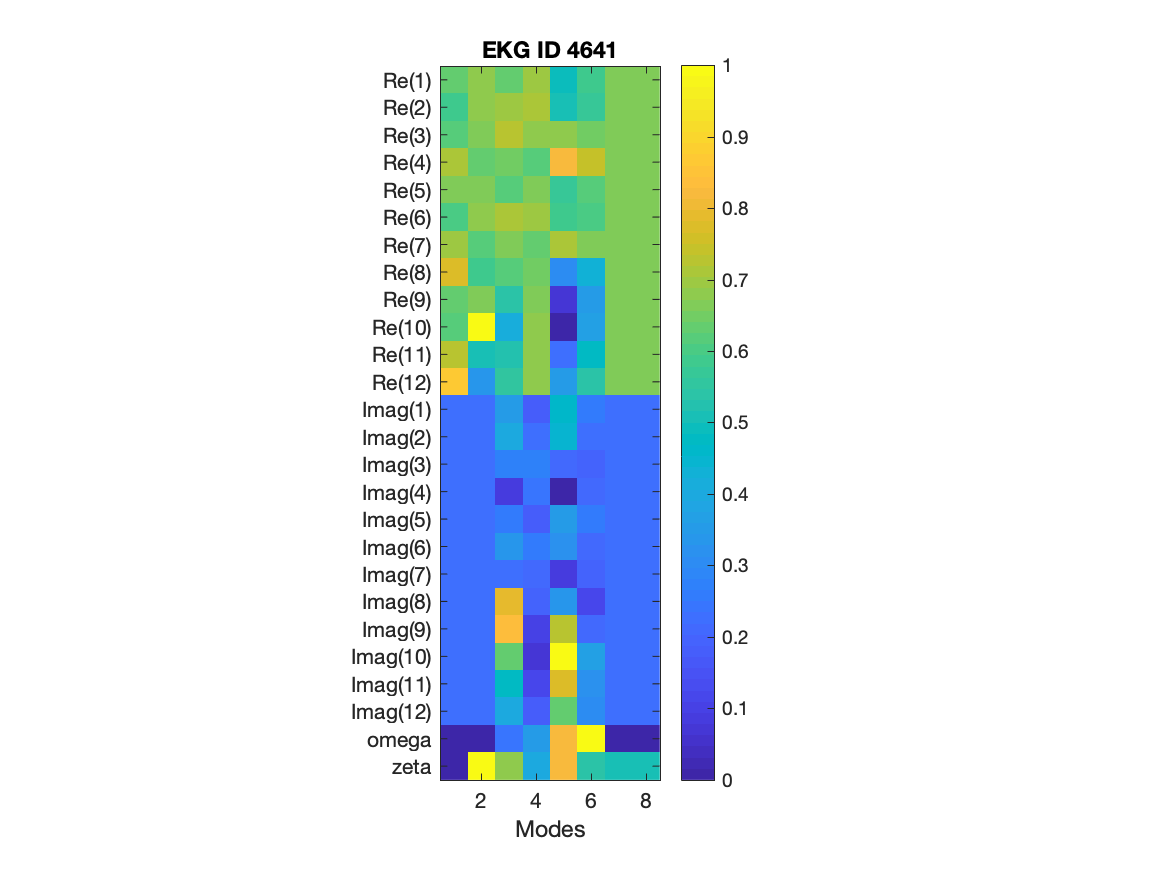 EKG ID 4641
Re(1)
Re(2)
Re(3)
Re(4)
Re(5)
Re(6)
Re(7)
Re(8)
Re(9)
Re(10)
Re(11)
Re(12)
Imag(1)
Imag(2)
Imag(3)
Imag(4)
Imag(5)
Imag(6)
Imag(7)
Imag(8)
Imag(9)
Imag(10)
Imag(11)
Imag(12)
omega
zeta
2 4 6 8
Modes
1
0.9
0.8
0.7
0.6
0.5
0.4
0.3
0.2
0.1
0